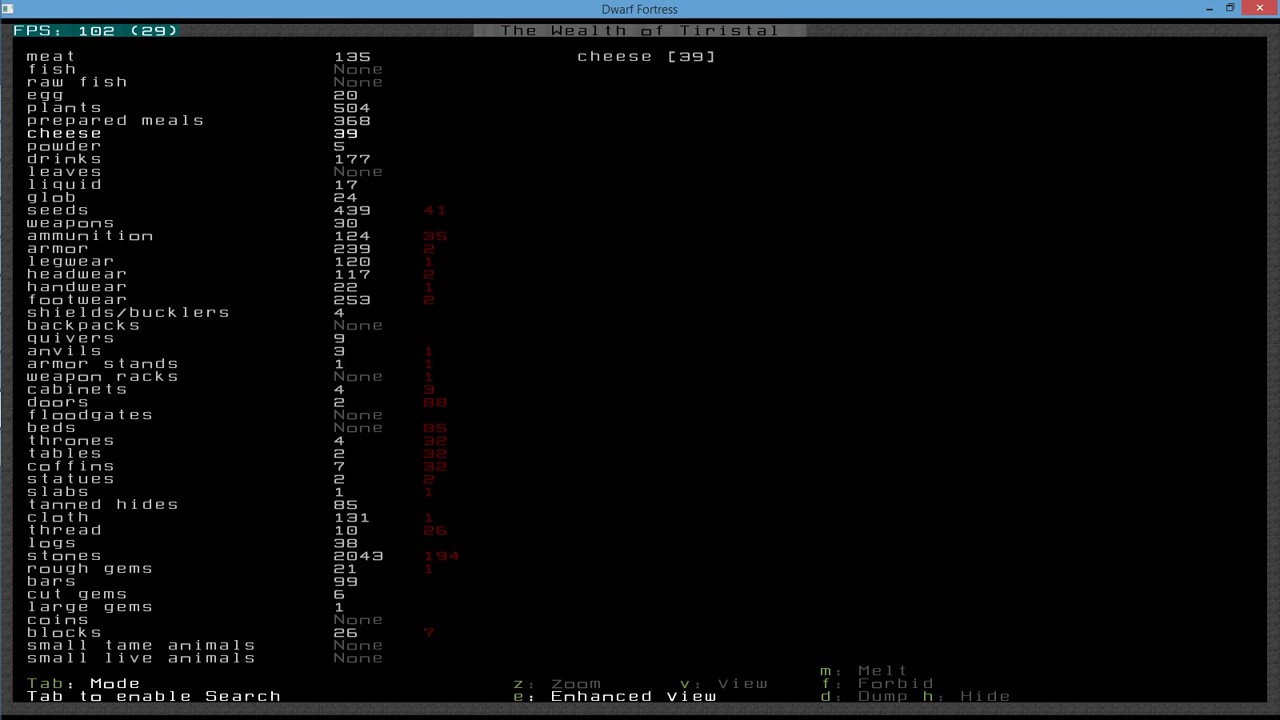 Dwarf Fortress
FPS: 102 (29) The Wealth of Tiristal
meat 135 cheese [39]
fish None
raw fish None
egg 20
plants 504
prepared meals 368
cheese 39
powder 5
drinks 177
leaves None
liquid 17
glob 24
seeds 439 41
weapons 30
ammunition 124 35
armor 239 2
legwear 120 1
headwear 117 2
handwear 22 1
footwear 253 2
shields/bucklers 4
backpacks None
quivers 9
anvils 3 1
armor stands 1 1
weapon racks None 1
cabinets 4 3
doors 2 88
floodgates None
beds None 85
thrones 4 32
tables 2 32
coffins 7 32
statues 2 2
slabs 1 1
tanned hides 85
cloth 131 1
thread 10 26
logs 38
stones 2043 194
rough gems 21 1
bars 99
cut gems 6
large gems 1
coins None
blocks 26 7
small tame animals None
small live animals None
m: Melt
Tab: Mode z: Zoom v: View f: Forbid
Tab to enable Search e: Enhanced View d: Dump h: Hide